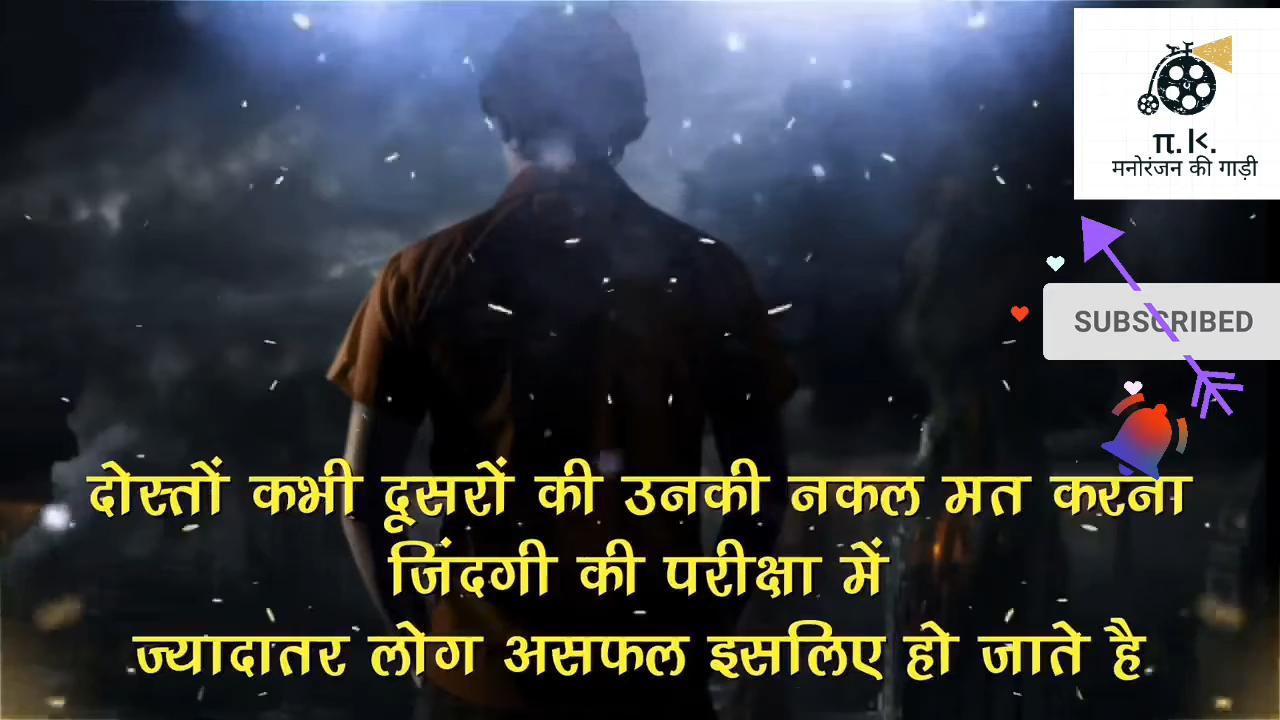 π.k.
मनोरंजन की गाड़ी
SUBSCRIBED
दोस्तों कभी दूसरों की उनकी नकल मत करना
जिंदगी की परीक्षा में
ज्यादातर लोग असफल इसलिए हो जाते है